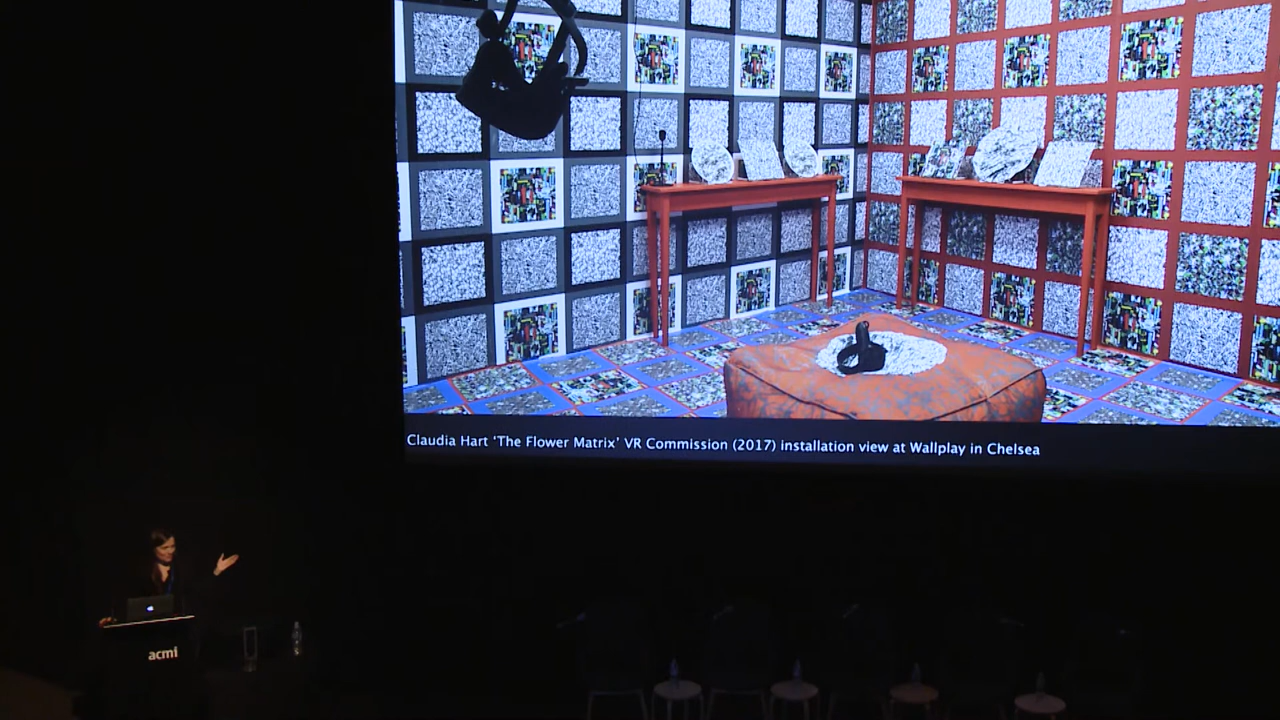 Claudia Hart ‘The Flower Matrix’ VR Commission (2017) installation view at Wallplay in Chelsea
acmi